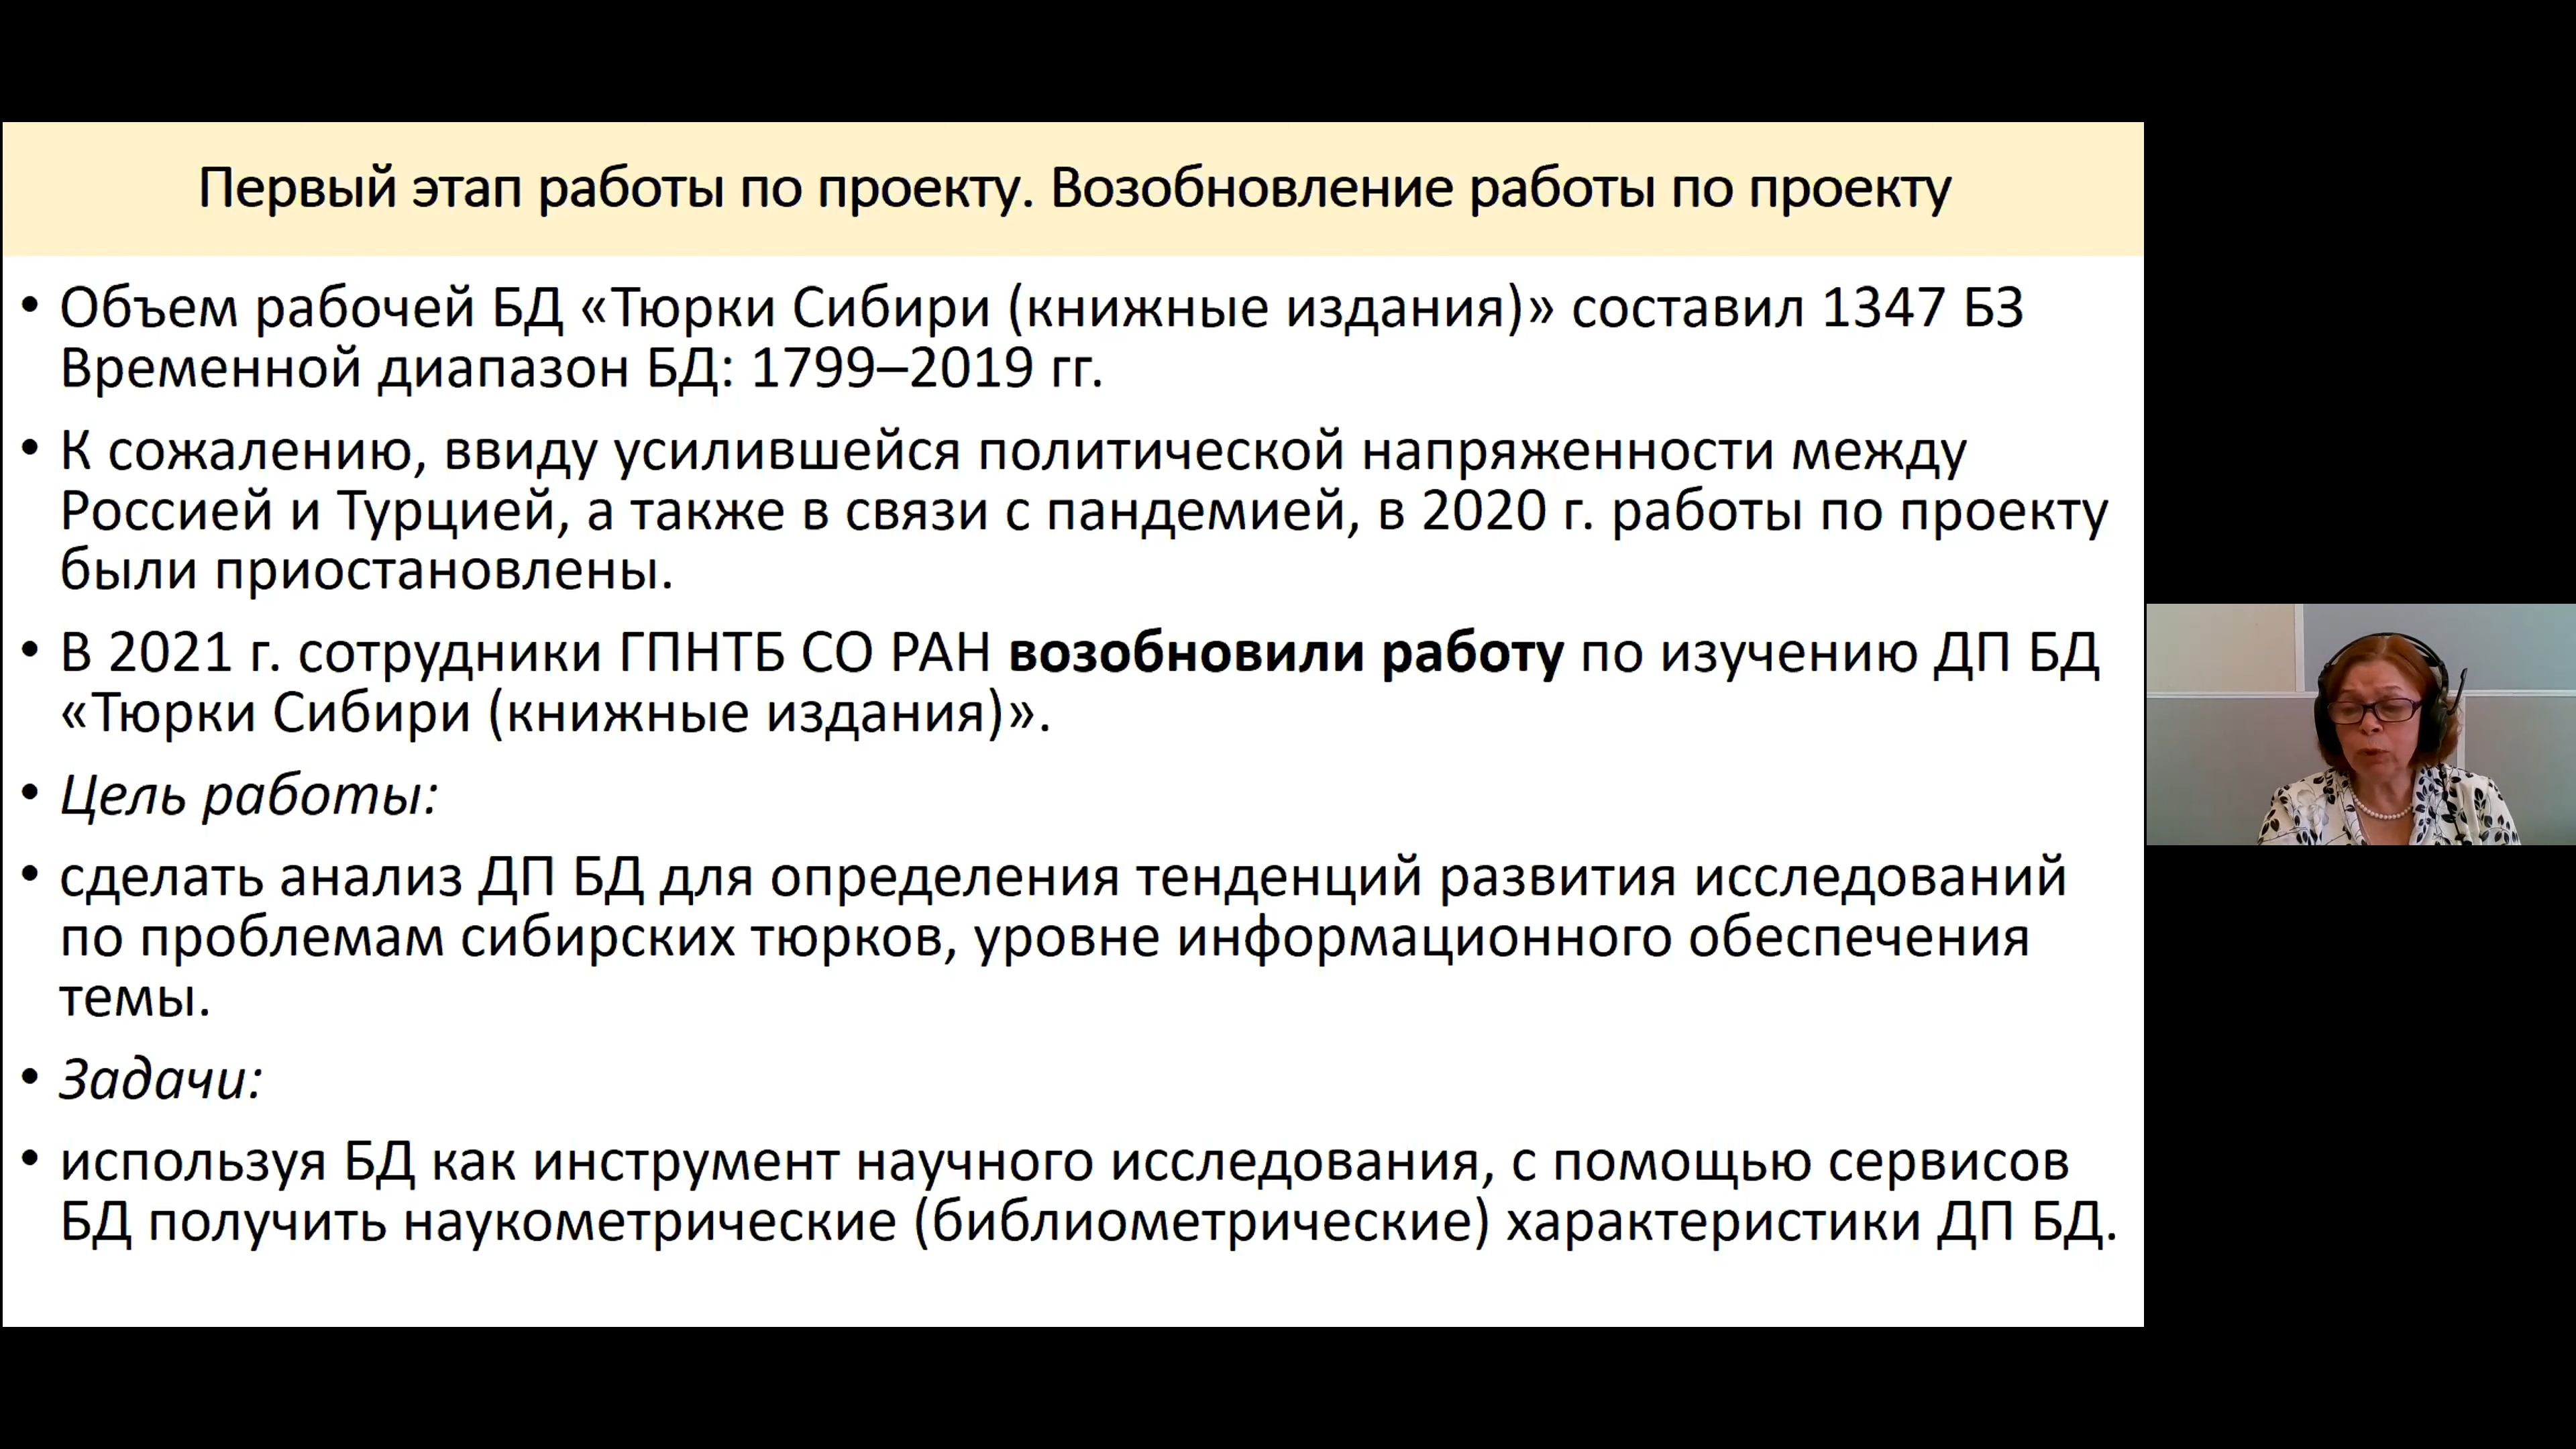 Первый этап работы по проекту. Возобновление работы по проекту
• Объем рабочей БД «Тюрки Сибири (книжные издания)» составил 1347 БЗ
Временной диапазон БД: 1799–2019 гг.
• К сожалению, ввиду усилившейся политической напряженности между
Россией и Турцией, а также в связи с пандемией, в 2020 г. работы по проекту
были приостановлены.
• В 2021 г. сотрудники ГПНТБ СО РАН возобновили работу по изучению ДП БД
«Тюрки Сибири (книжные издания)».
• Цель работы:
• сделать анализ ДП БД для определения тенденций развития исследований
по проблемам сибирских тюрков, уровне информационного обеспечения
темы.
• Задачи:
• используя БД как инструмент научного исследования, с помощью сервисов
БД получить наукометрические (библиометрические) характеристики ДП БД.